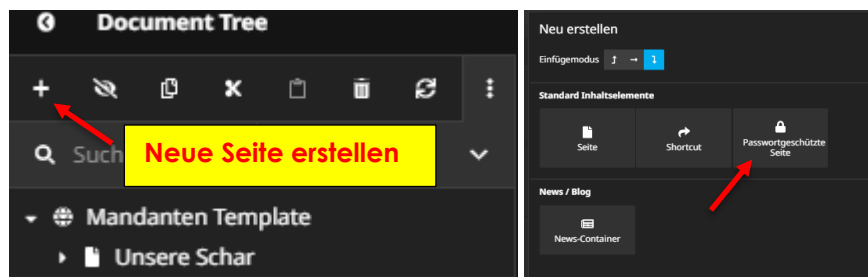 Document Tree
Such
Neue Seite erstellen
Mandanten Template
Unsere Schar
Neu erstellen
Einfügemodus
Standard Inhaltselemente
Seite
Shortcut
Passwortgeschützte
Seite
News / Blog
News-Container